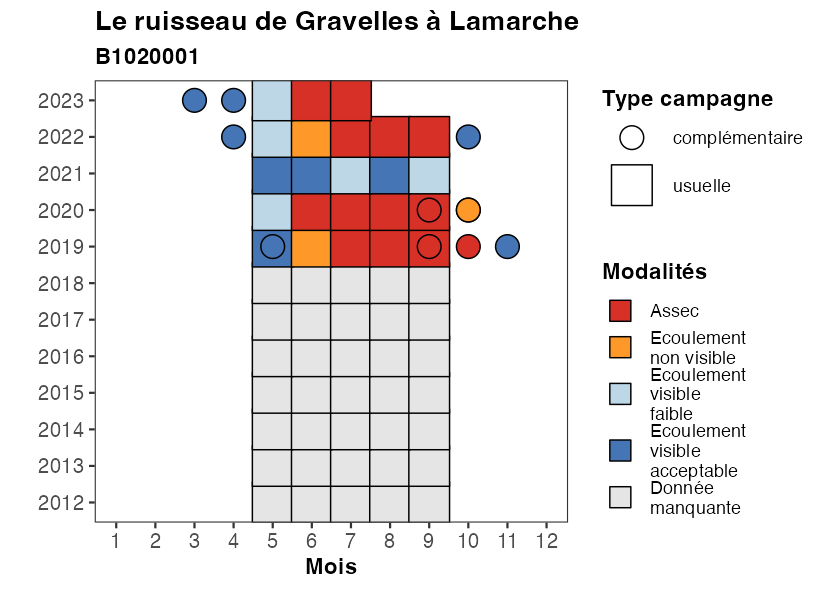 Le ruisseau de Gravelles à Lamarche
B1020001
2023
2022
2021
2020
2019
2018
2017
2016
2015
2014
2013
2012
1 2 3 4 5 6 7 8 9 10 11 12
Mois
Type campagne
complémentaire
usuelle
Modalités
Assec
Ecoulement
non visible
Ecoulement
visible
faible
Ecoulement
visible
acceptable
Donnée
manquante